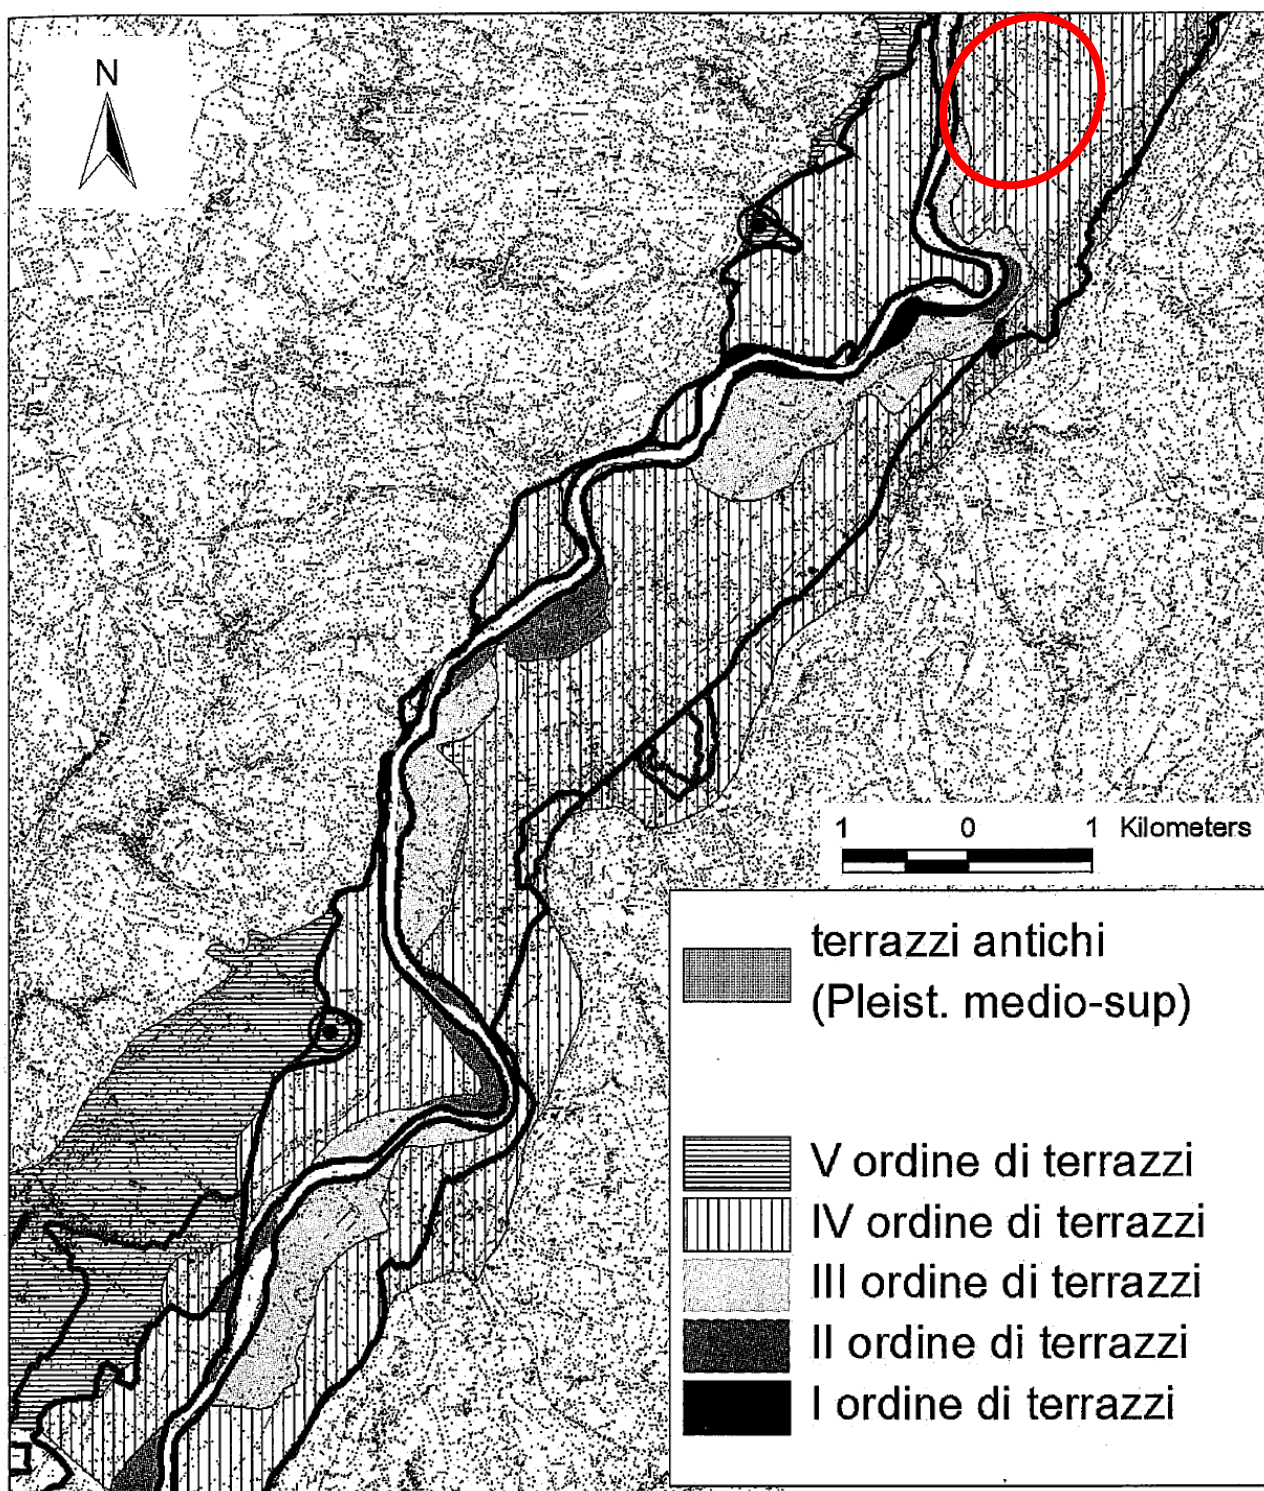 N
1 0 1 Kilometers
terrazzi antichi
(Pleist. medio-sup)
V ordine di terrazzi
IV ordine di terrazzi
III ordine di terrazzi
II ordine di terrazzi
I ordine di terrazzi